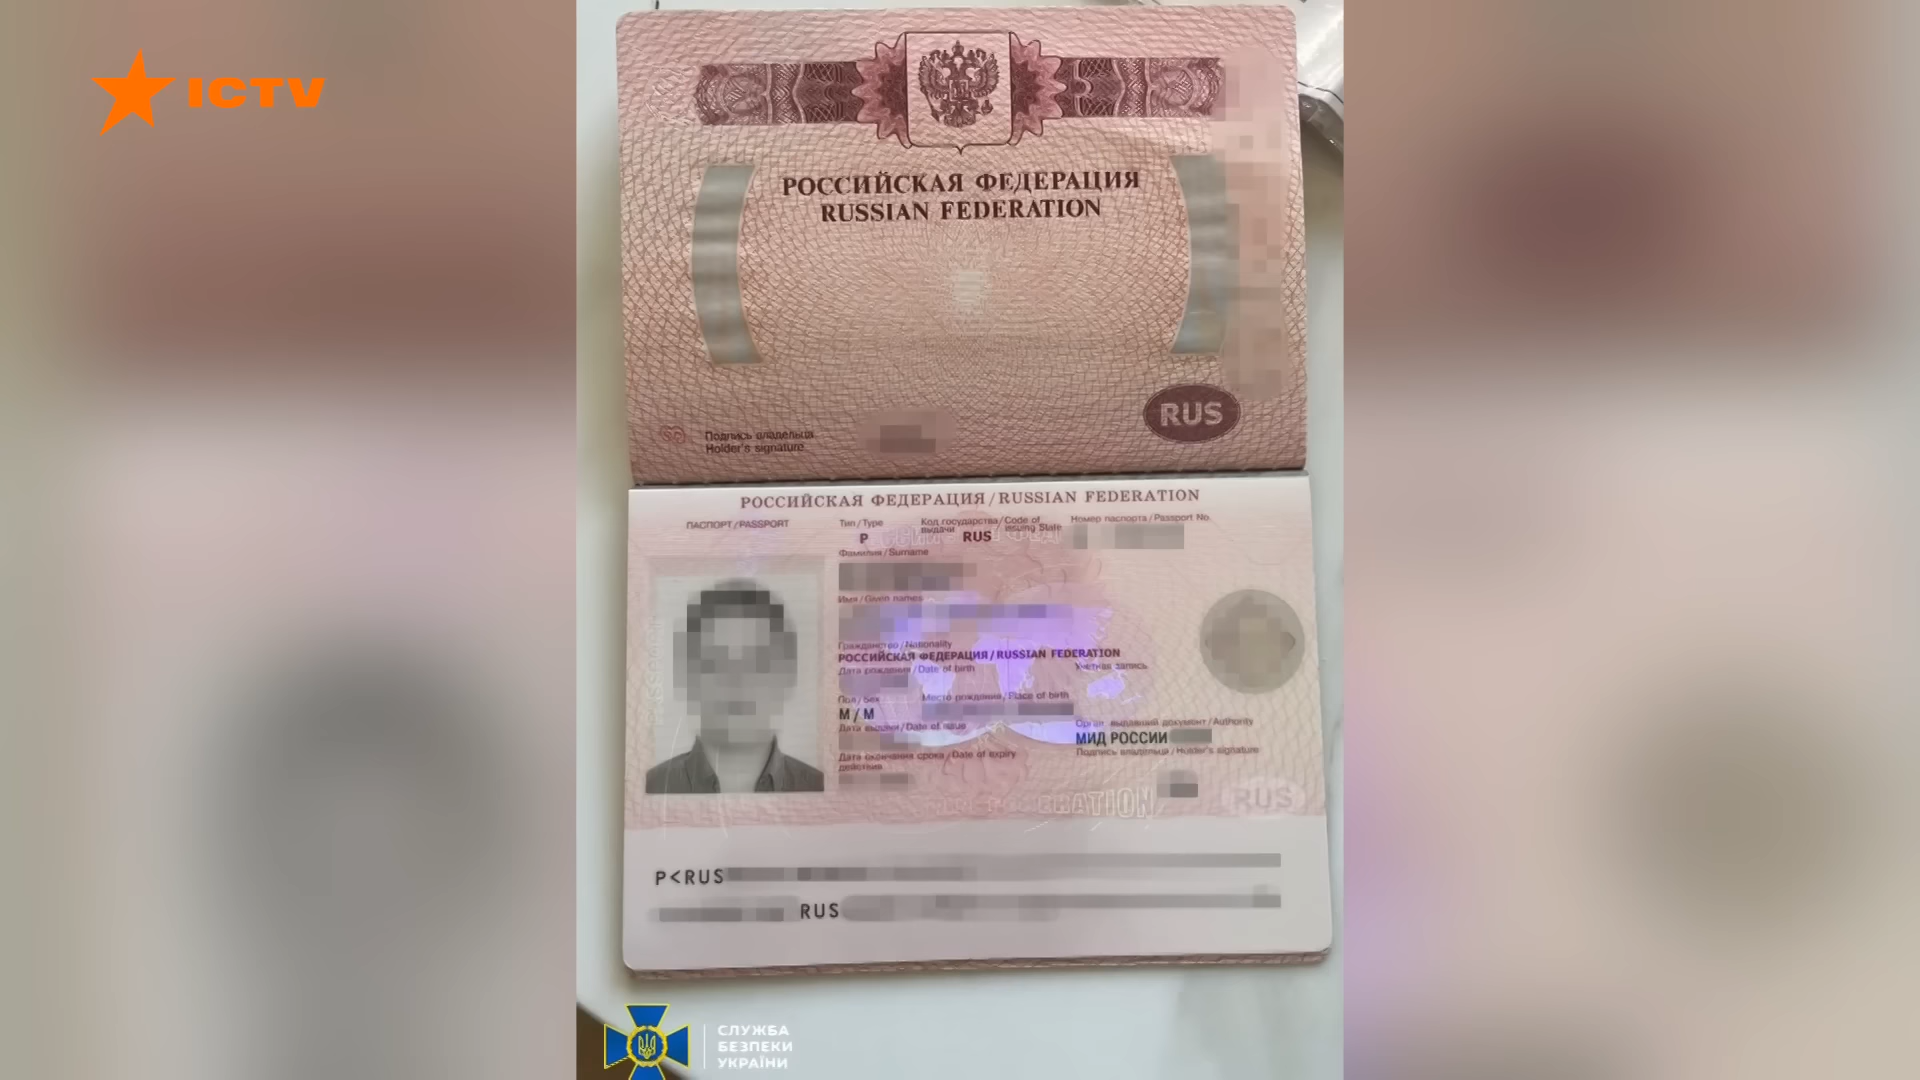 ICTV
РОССИЙСКАЯ ФЕДЕРАЦИЯ
RUSSIAN FEDERATION
RUS
Подпись владельца
Holder's signature
РОССИЙСКАЯ ФЕДЕРАЦИЯ/RUSSIAN FEDERATION
ПАСПОРТ/PASSPORT
Тип/Type
Код государства/Code of
выдачи issuing State
Номер паспорта/Passport No.
P
RUS
Фамилия/Surname
Имя/Given names
Гражданство/Nationality
РОССИЙСКАЯ ФЕДЕРАЦИЯ/RUSSIAN FEDERATION
Дата рождения/Date of birth
Учетная запись
Пол/Sex
Место рождения/Place of birth
М/M
Дата выдачи/Date of issue
Орган, выдавший документ/Authority
МИД РОССИИ
Дата окончания срока/Date of expiry
действия
Подпись владельца/Holder's signature
RUS
P<RUS
RUS
СЛУЖБА
БЕЗПЕКИ
УКРАЇНИ